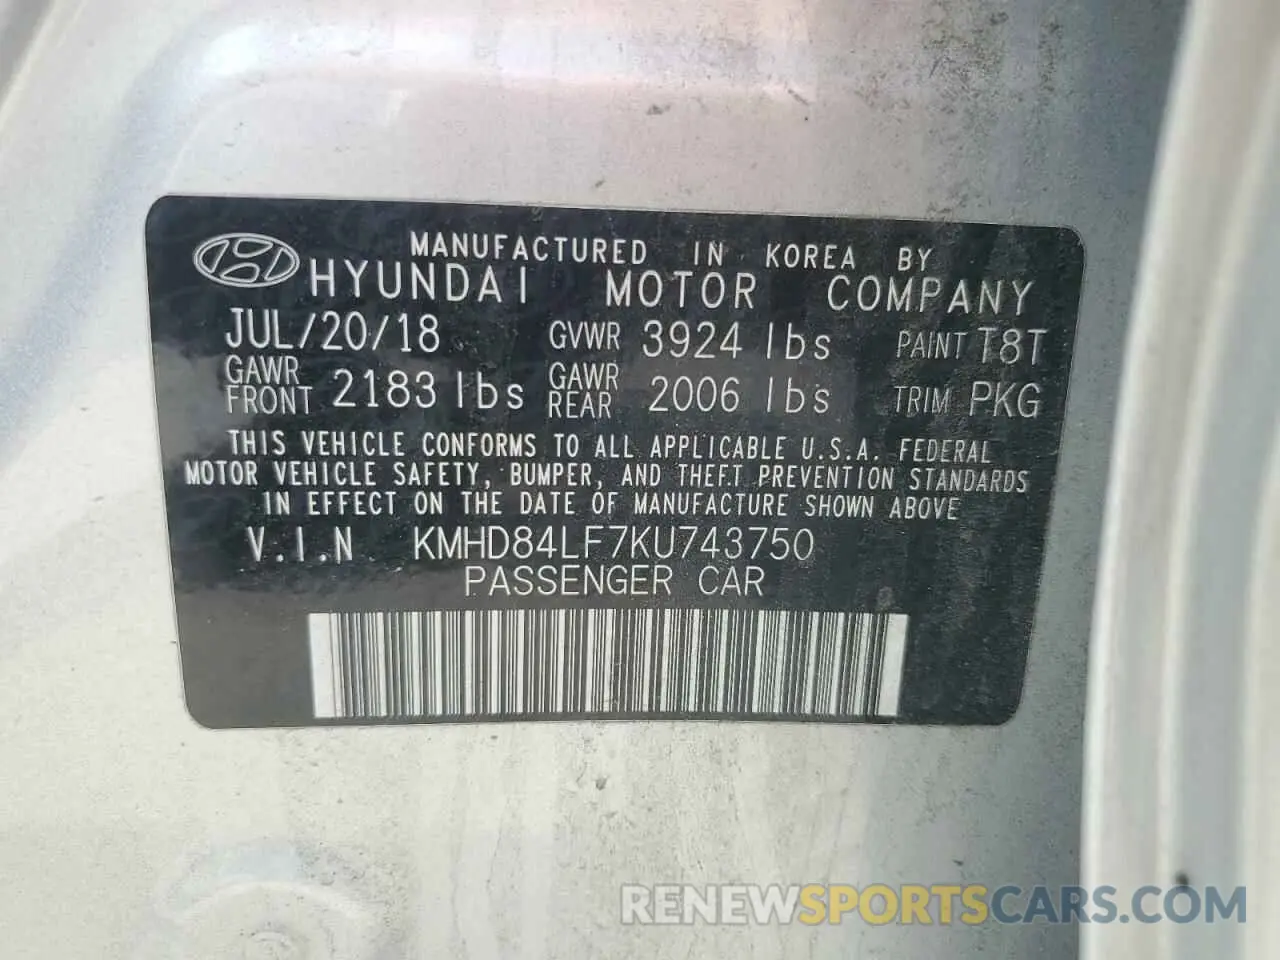 MANUFACTURED IN KOREA BY
HYUNDAI MOTOR COMPANY
JUL/20/18 GVWR 3924 lbs PAINT T8T
GAWR FRONT 2183 lbs GAWR REAR 2006 lbs TRIM PKG
THIS VEHICLE CONFORMS TO ALL APPLICABLE U.S.A. FEDERAL
MOTOR VEHICLE SAFETY, BUMPER, AND THEFT PREVENTION STANDARDS
IN EFFECT ON THE DATE OF MANUFACTURE SHOWN ABOVE
V.I.N KMHD84LF7KU743750
PASSENGER CAR
RENEWSPORTSCARS.COM